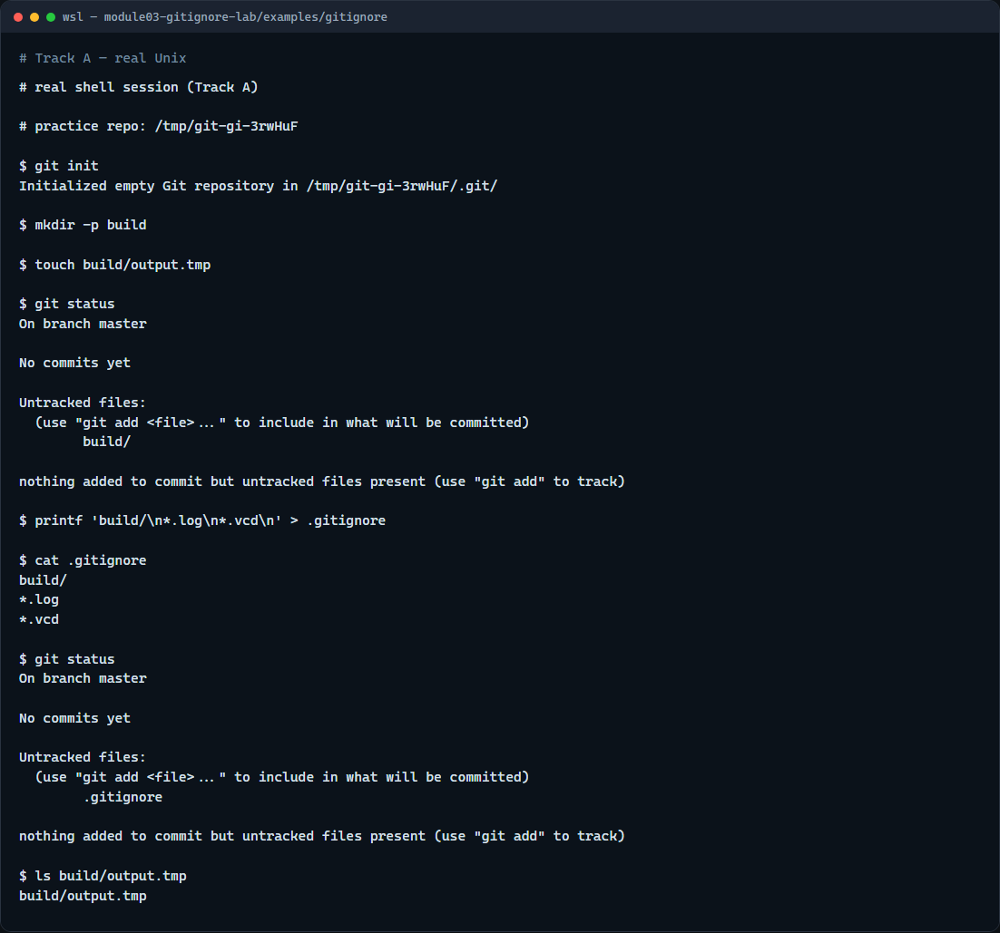 wsl — module03-gitignore-lab/examples/gitignore
# Track A — real Unix
# real shell session (Track A)
# practice repo: /tmp/git-gi-3rwHuF
$ git init
Initialized empty Git repository in /tmp/git-gi-3rwHuF/.git/
$ mkdir -p build
$ touch build/output.tmp
$ git status
On branch master
No commits yet
Untracked files:
  (use "git add <file>..." to include in what will be committed)
        build/
nothing added to commit but untracked files present (use "git add" to track)
$ printf 'build/\n*.log\n*.vcd\n' > .gitignore
$ cat .gitignore
build/
*.log
*.vcd
$ git status
On branch master
No commits yet
Untracked files:
  (use "git add <file>..." to include in what will be committed)
        .gitignore
nothing added to commit but untracked files present (use "git add" to track)
$ ls build/output.tmp
build/output.tmp